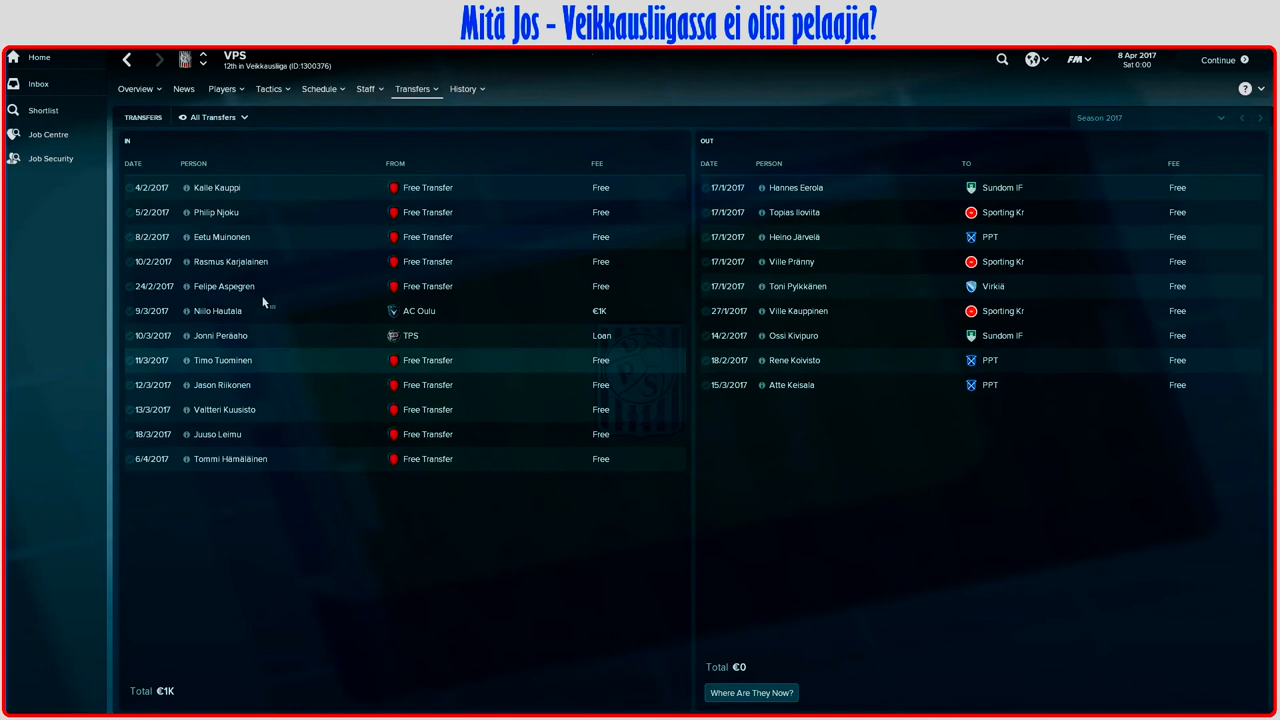 Mitä Jos - Veikkausliigassa ei olisi pelaajia?
Home
Inbox
Shortlist
Job Centre
Job Security
VPS
12th in Veikkausliiga (ID:1300376)
FM
8 Apr 2017
Sat 0:00
Continue
Overview News Players Tactics Schedule Staff Transfers History
?
TRANSFERS All Transfers
Season 2017
IN
DATE PERSON FROM FEE
4/2/2017 Kalle Kauppi Free Transfer Free
5/2/2017 Philip Njoku Free Transfer Free
8/2/2017 Eetu Muinonen Free Transfer Free
10/2/2017 Rasmus Karjalainen Free Transfer Free
24/2/2017 Felipe Aspegren Free Transfer Free
9/3/2017 Niilo Hautala AC Oulu €1K
10/3/2017 Jonni Peräaho TPS Loan
11/3/2017 Timo Tuominen Free Transfer Free
12/3/2017 Jason Riikonen Free Transfer Free
13/3/2017 Valtteri Kuusisto Free Transfer Free
18/3/2017 Juuso Leimu Free Transfer Free
6/4/2017 Tommi Hämäläinen Free Transfer Free
Total €1K
OUT
DATE PERSON TO FEE
17/1/2017 Hannes Eerola Sundom IF Free
17/1/2017 Topias Iloviita Sporting Kr Free
17/1/2017 Heino Järvelä PPT Free
17/1/2017 Ville Pränny Sporting Kr Free
17/1/2017 Toni Pylkkänen Virkiä Free
27/1/2017 Ville Kauppinen Sporting Kr Free
14/2/2017 Ossi Kivipuro Sundom IF Free
18/2/2017 Rene Koivisto PPT Free
15/3/2017 Atte Keisala PPT Free
Total €0
Where Are They Now?